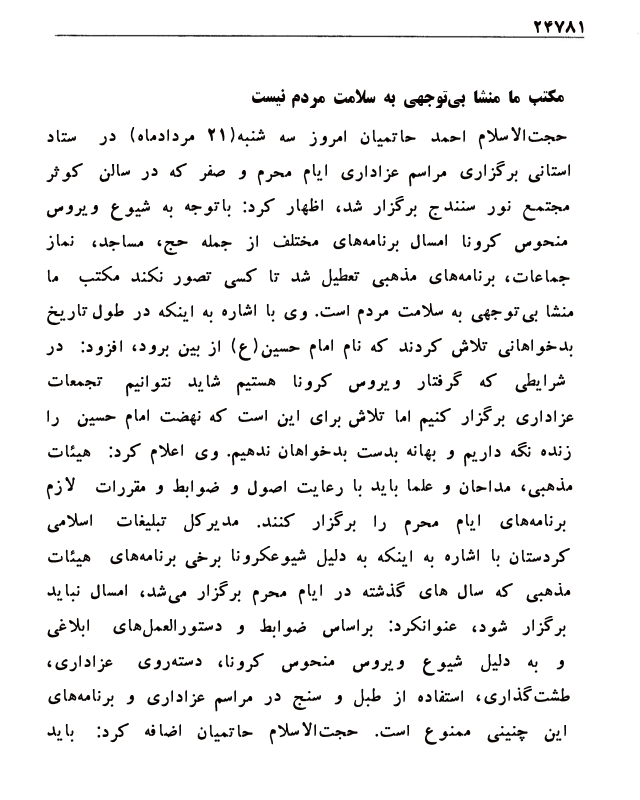 ۲۴۷۸۱
مکتب ما منشا بی‌توجهی به سلامت مردم نیست
حجت‌الاسلام احمد حاتمیان امروز سه شنبه(۲۱ مردادماه) در ستاد
استانی برگزاری مراسم عزاداری ایام محرم و صفر که در سالن کوثر
مجتمع نور سنندج برگزار شد، اظهار کرد: باتوجه به شیوع ویروس
منحوس کرونا امسال برنامه‌های مختلف از جمله حج، مساجد، نماز
جماعات، برنامه‌های مذهبی تعطیل شد تا کسی تصور نکند مکتب ما
منشا بی‌توجهی به سلامت مردم است. وی با اشاره به اینکه در طول تاریخ
بدخواهانی تلاش کردند که نام امام حسین(ع) از بین برود، افزود: در
شرایطی که گرفتار ویروس کرونا هستیم شاید نتوانیم تجمعات
عزاداری برگزار کنیم اما تلاش برای این است که نهضت امام حسین را
زنده نگه داریم و بهانه بدست بدخواهان ندهیم. وی اعلام کرد: هیئات
مذهبی، مداحان و علما باید با رعایت اصول و ضوابط و مقررات لازم
برنامه‌های ایام محرم را برگزار کنند. مدیرکل تبلیغات اسلامی
کردستان با اشاره به اینکه به دلیل شیوعکرونا برخی برنامه‌های هیئات
مذهبی که سال های گذشته در ایام محرم برگزار می‌شد، امسال نباید
برگزار شود، عنوانکرد: براساس ضوابط و دستورالعمل‌های ابلاغی
و به دلیل شیوع ویروس منحوس کرونا، دسته‌روی عزاداری،
طشت‌گذاری، استفاده از طبل و سنج در مراسم عزاداری و برنامه‌های
این چنینی ممنوع است. حجت‌الاسلام حاتمیان اضافه کرد: باید